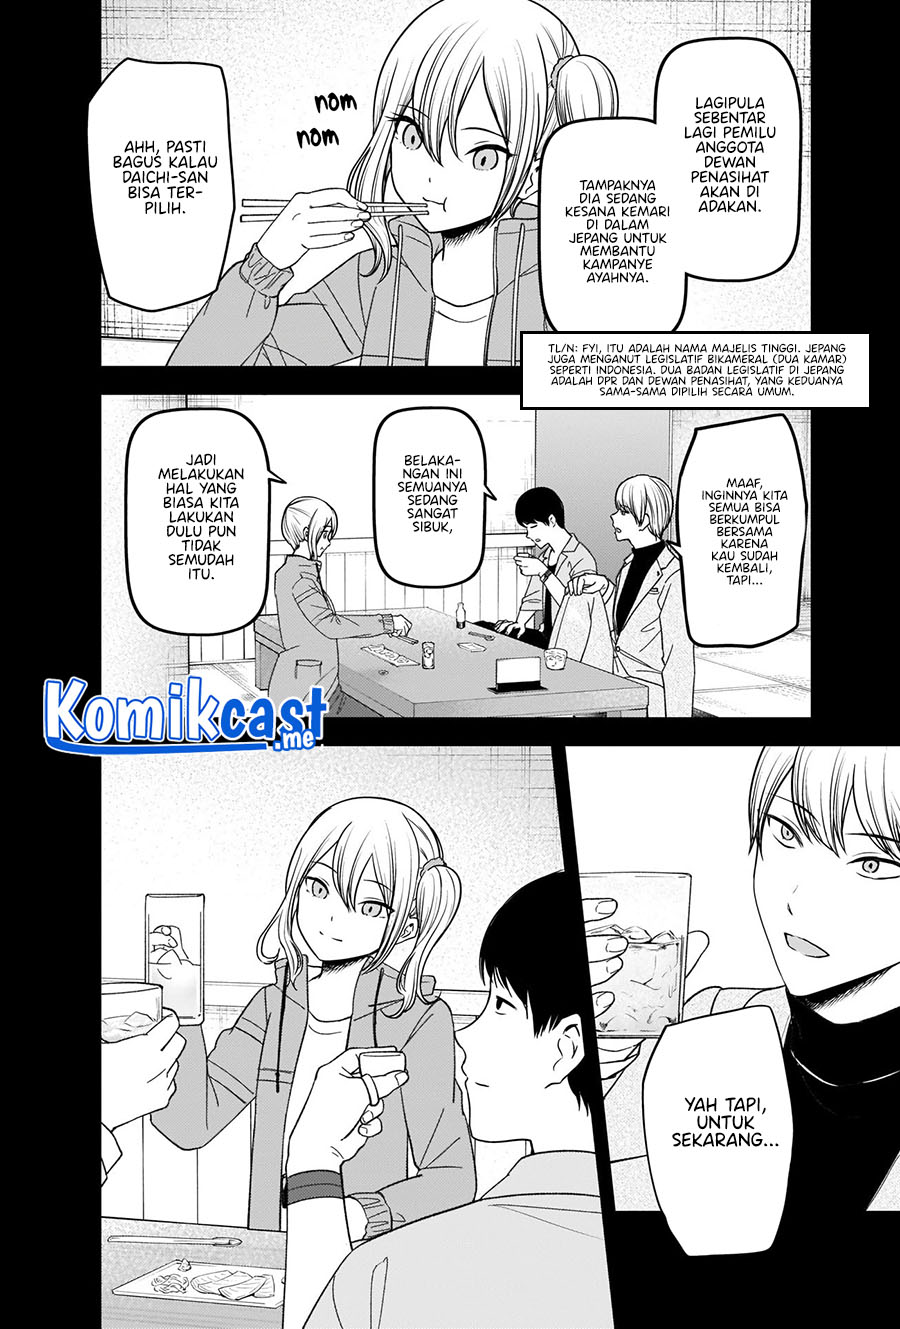 LAGIPULA
SEBENTAR
LAGI PEMILU
ANGGOTA
DEWAN
PENASIHAT
AKAN DI
ADAKAN.
TAMPAKNYA
DIA SEDANG
KESANA KEMARI
DI DALAM
JEPANG UNTUK
MEMBANTU
KAMPANYE
AYAHNYA.
nom
nom
AHH, PASTI
BAGUS KALAU
DAICHI-SAN
BISA TER-
PILIH.
TL/N: FYI, ITU ADALAH NAMA MAJELIS TINGGI. JEPANG
JUGA MENGANUT LEGISLATIF BIKAMERAL (DUA KAMAR)
SEPERTI INDONESIA. DUA BADAN LEGISLATIF DI JEPANG
ADALAH DPR DAN DEWAN PENASIHAT, YANG KEDUANYA
SAMA-SAMA DIPILIH SECARA UMUM.
MAAF,
INGINNYA KITA
SEMUA BISA
BERKUMPUL
BERSAMA
KARENA
KAU SUDAH
KEMBALI,
TAPI...
BELAKA-
NGAN INI
SEMUANYA
SEDANG
SANGAT
SIBUK,
JADI
MELAKUKAN
HAL YANG
BIASA KITA
LAKUKAN
DULU PUN
TIDAK
SEMUDAH
ITU.
Komikcast
.me
YAH TAPI,
UNTUK
SEKARANG...